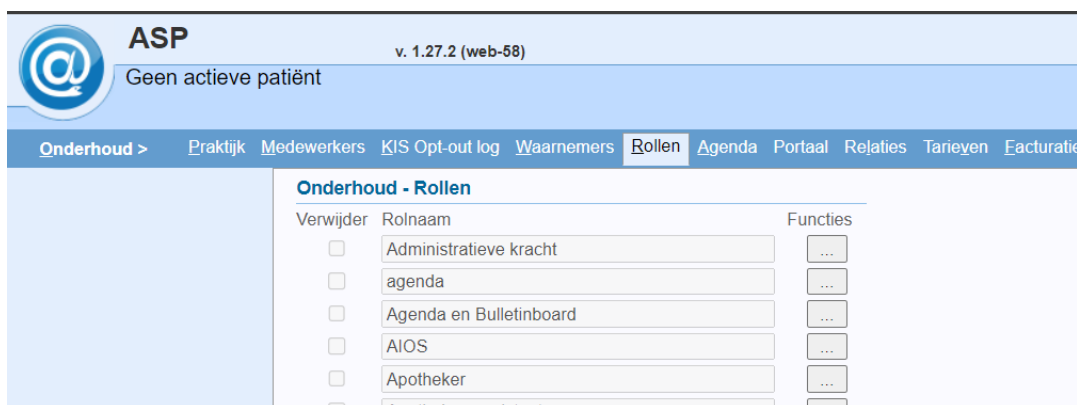 ASP
v. 1.27.2 (web-58)
Geen actieve patiënt
Onderhoud > Praktijk Medewerkers KIS Opt-out log Waarnemers Rollen Agenda Portaal Relaties Tarieven Facturatie
Onderhoud - Rollen
Verwijder Rolnaam Functies
Administratieve kracht ...
agenda ...
Agenda en Bulletinboard ...
AIOS ...
Apotheker ...